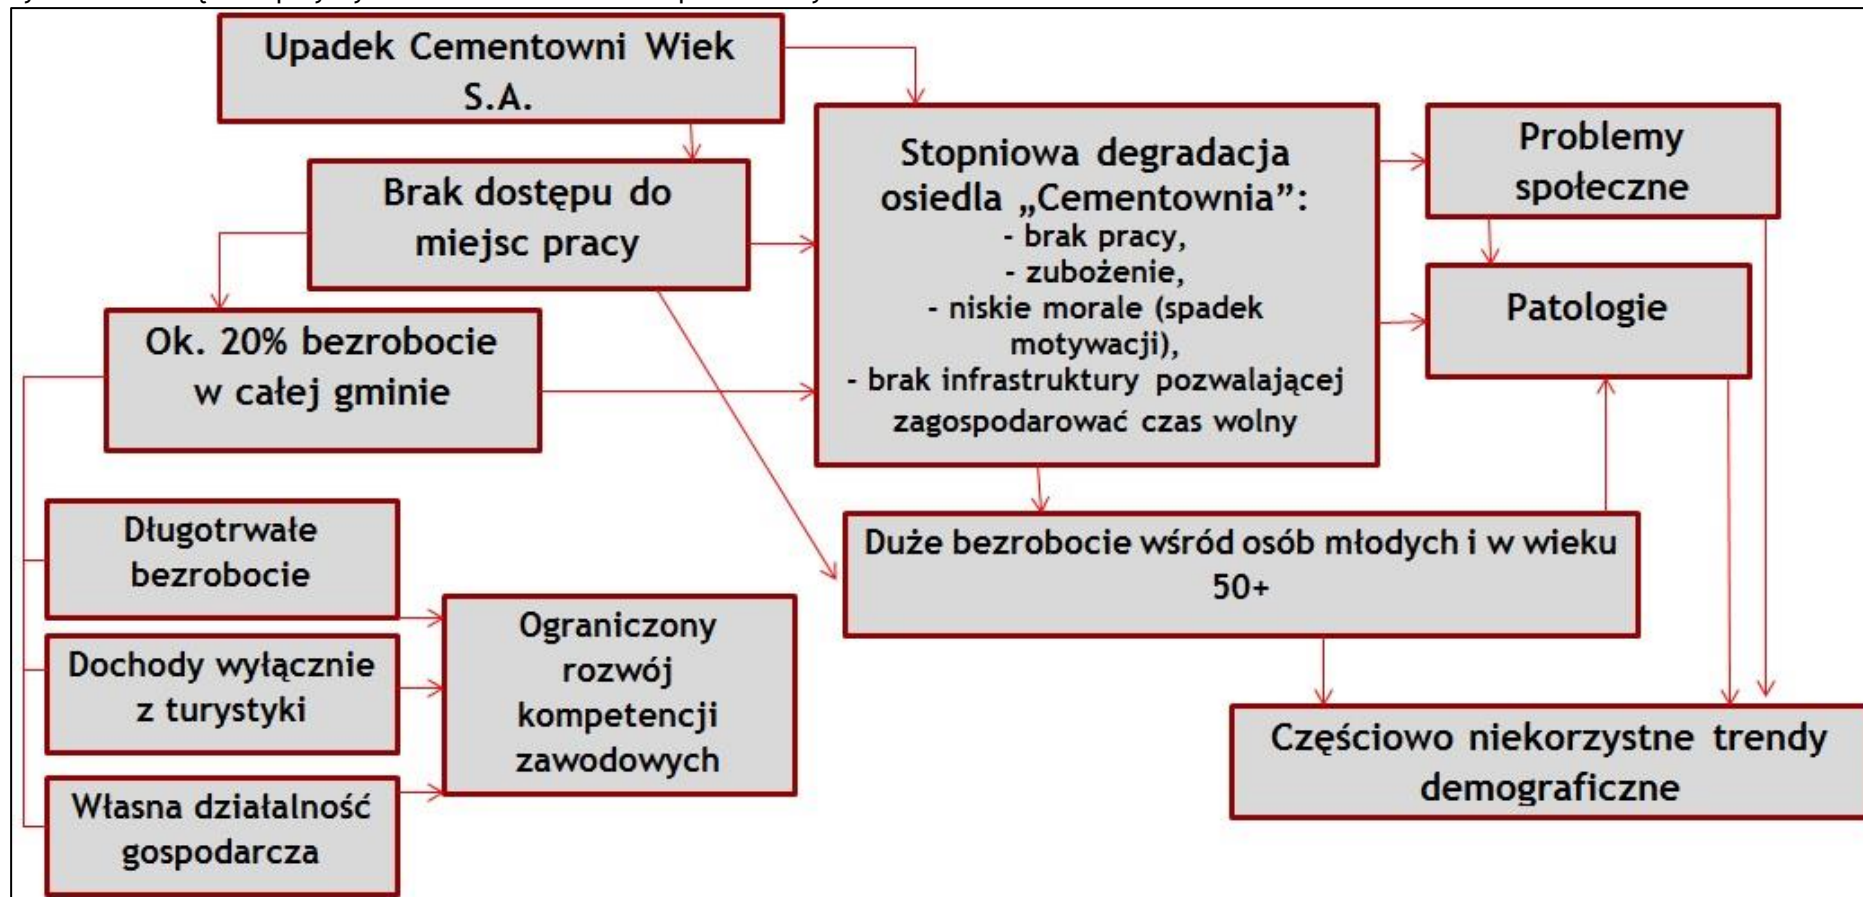 Upadek Cementowni Wiek
S.A.
Brak dostępu do
miejsc pracy
Ok. 20% bezrobocie
w całej gminie
Stopniowa degradacja
osiedla „Cementownia”:
- brak pracy,
- zubożenie,
- niskie morale (spadek
motywacji),
- brak infrastruktury pozwalającej
zagospodarować czas wolny
Problemy
społeczne
Patologie
Duże bezrobocie wśród osób młodych i w wieku
50+
Długotrwałe
bezrobocie
Dochody wyłącznie
z turystyki
Własna działalność
gospodarcza
Ograniczony
rozwój
kompetencji
zawodowych
Częściowo niekorzystne trendy
demograficzne